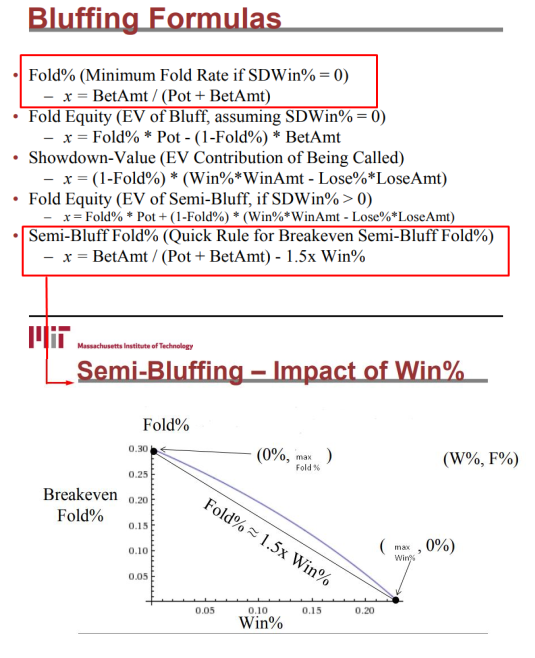 Bluffing Formulas
• Fold% (Minimum Fold Rate if SDWin% = 0)
– x = BetAmt / (Pot + BetAmt)
• Fold Equity (EV of Bluff, assuming SDWin% = 0)
– x = Fold% * Pot - (1-Fold%) * BetAmt
• Showdown-Value (EV Contribution of Being Called)
– x = (1-Fold%) * (Win%*WinAmt - Lose%*LoseAmt)
• Fold Equity (EV of Semi-Bluff, if SDWin% > 0)
– x = Fold% * Pot + (1-Fold%) * (Win%*WinAmt - Lose%*LoseAmt)
• Semi-Bluff Fold% (Quick Rule for Breakeven Semi-Bluff Fold%)
– x = BetAmt / (Pot + BetAmt) - 1.5x Win%
Massachusetts Institute of Technology
Semi-Bluffing – Impact of Win%
Fold%
(0%, max Fold % )
(W%, F%)
0.30
0.25
Breakeven Fold%
0.20
0.15
0.10
0.05
Fold% ≈ 1.5x Win%
( max Win% , 0%)
0.05 0.10 0.15 0.20
Win%